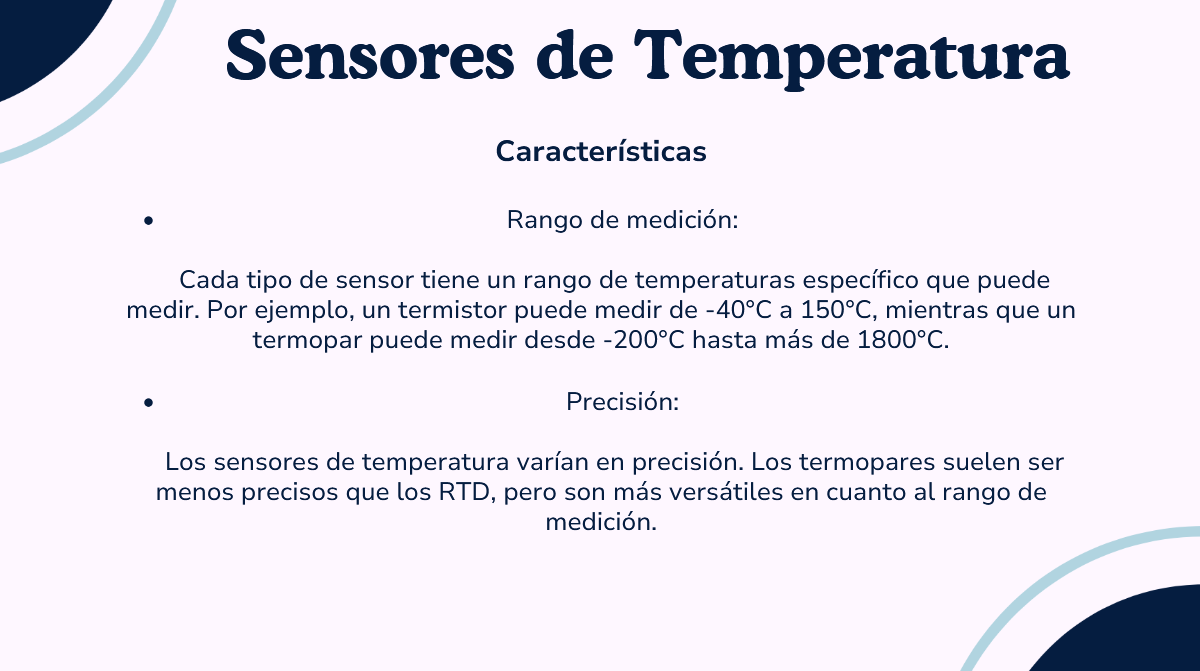 Sensores de Temperatura
Características
• Rango de medición:
Cada tipo de sensor tiene un rango de temperaturas específico que puede
medir. Por ejemplo, un termistor puede medir de -40°C a 150°C, mientras que un
termopar puede medir desde -200°C hasta más de 1800°C.
• Precisión:
Los sensores de temperatura varían en precisión. Los termopares suelen ser
menos precisos que los RTD, pero son más versátiles en cuanto al rango de
medición.